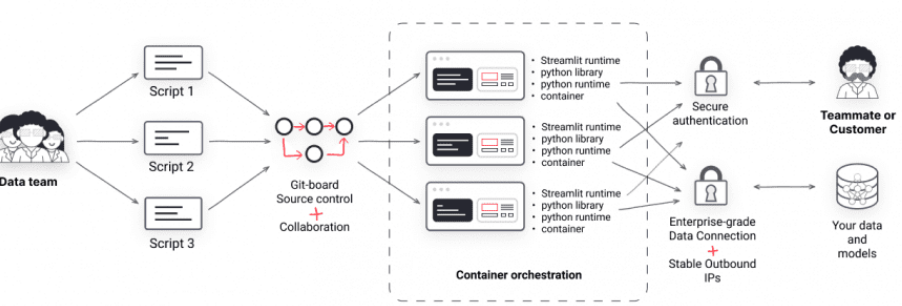 Data team
Script 1
Script 2
Script 3
Git-board
Source control
+
Collaboration
• Streamlit runtime
• python library
• python runtime
• container
• Streamlit runtime
• python library
• python runtime
• container
• Streamlit runtime
• python library
• python runtime
• container
Container orchestration
Secure
authentication
Enterprise-grade
Data Connection
+
Stable Outbound
IPs
Teammate or
Customer
Your data
and
models